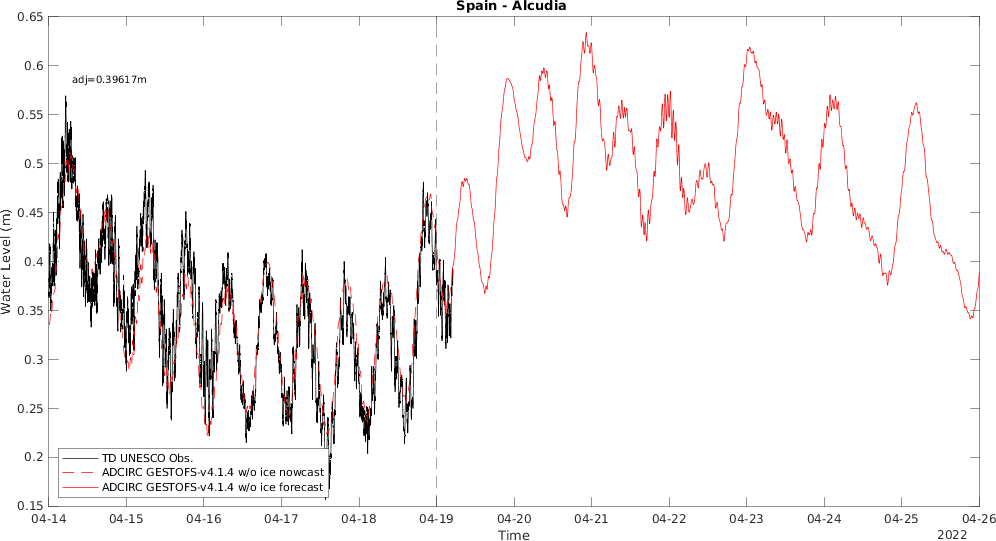 Spain - Alcudia
adj=0.39617m
0.65
0.6
0.55
0.5
0.45
0.4
0.35
0.3
0.25
0.2
0.15
Water Level (m)
TD UNESCO Obs.
ADCIRC GESTOFS-v4.1.4 w/o ice nowcast
ADCIRC GESTOFS-v4.1.4 w/o ice forecast
04-14 04-15 04-16 04-17 04-18 04-19 04-20 04-21 04-22 04-23 04-24 04-25 04-26
Time
2022